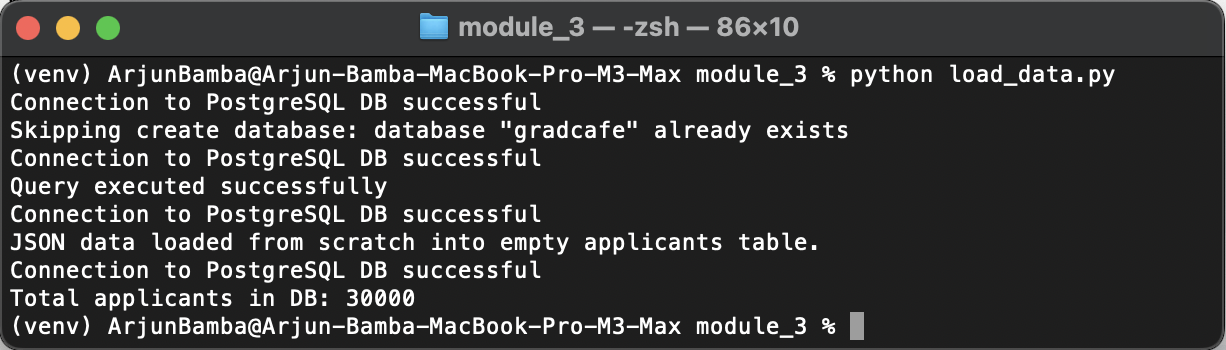 module_3 — -zsh — 86×10
(venv) ArjunBamba@Arjun-Bamba-MacBook-Pro-M3-Max module_3 % python load_data.py
Connection to PostgreSQL DB successful
Skipping create database: database "gradcafe" already exists
Connection to PostgreSQL DB successful
Query executed successfully
Connection to PostgreSQL DB successful
JSON data loaded from scratch into empty applicants table.
Connection to PostgreSQL DB successful
Total applicants in DB: 30000
(venv) ArjunBamba@Arjun-Bamba-MacBook-Pro-M3-Max module_3 %